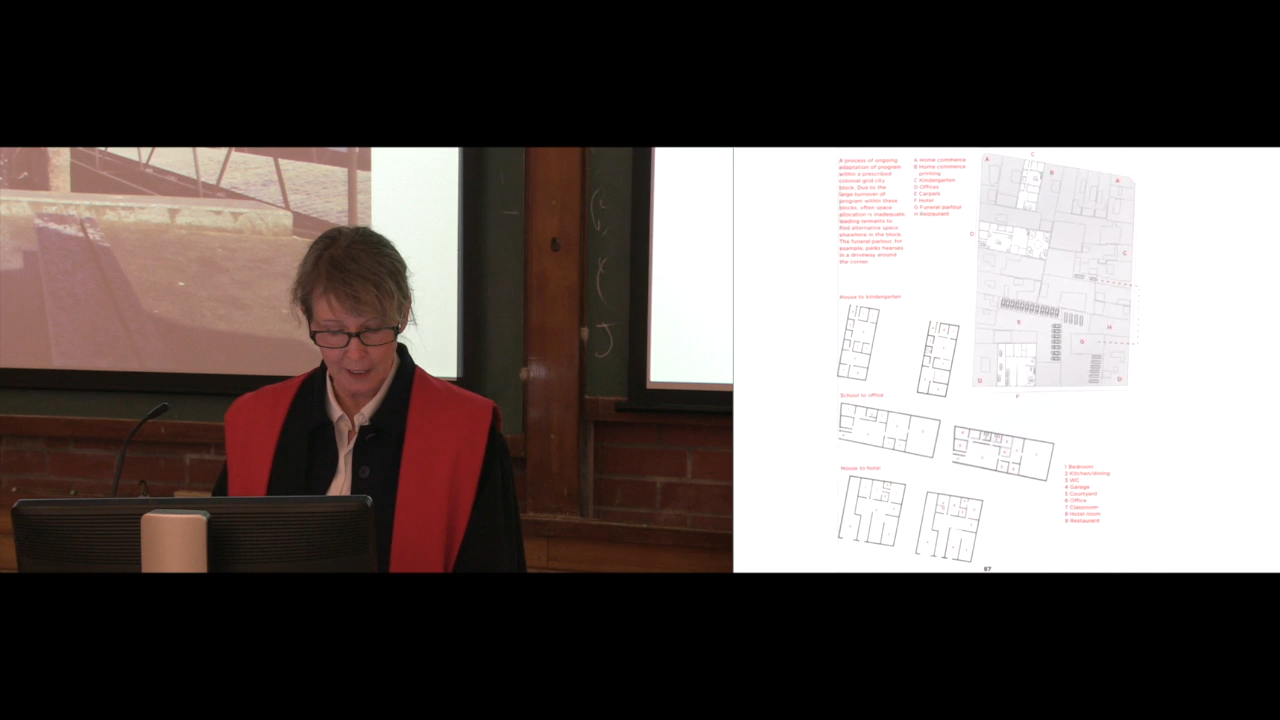 A process of ongoing
adaptation of program
within a prescribed
colonial grid city
block. Due to the
large turnover of
program within these
blocks, often space
allocation is inadequate,
leading tennants to
find alternative space
elsewhere in the block.
The funeral parlour, for
example, parks hearses
in a driveway around
the corner.
A Home commerce
B Home commerce
printing
C Kindergarten
D Offices
E Carpark
F Hotel
G Funeral parlour
H Restaurant
C
A
B
A
D
C
E
H
G
D
D
F
House to kindergarten
School to office
House to hotel
1 Bedroom
2 Kitchen/dining
3 WC
4 Garage
5 Courtyard
6 Office
7 Classroom
8 Hotel room
9 Restaurant
67